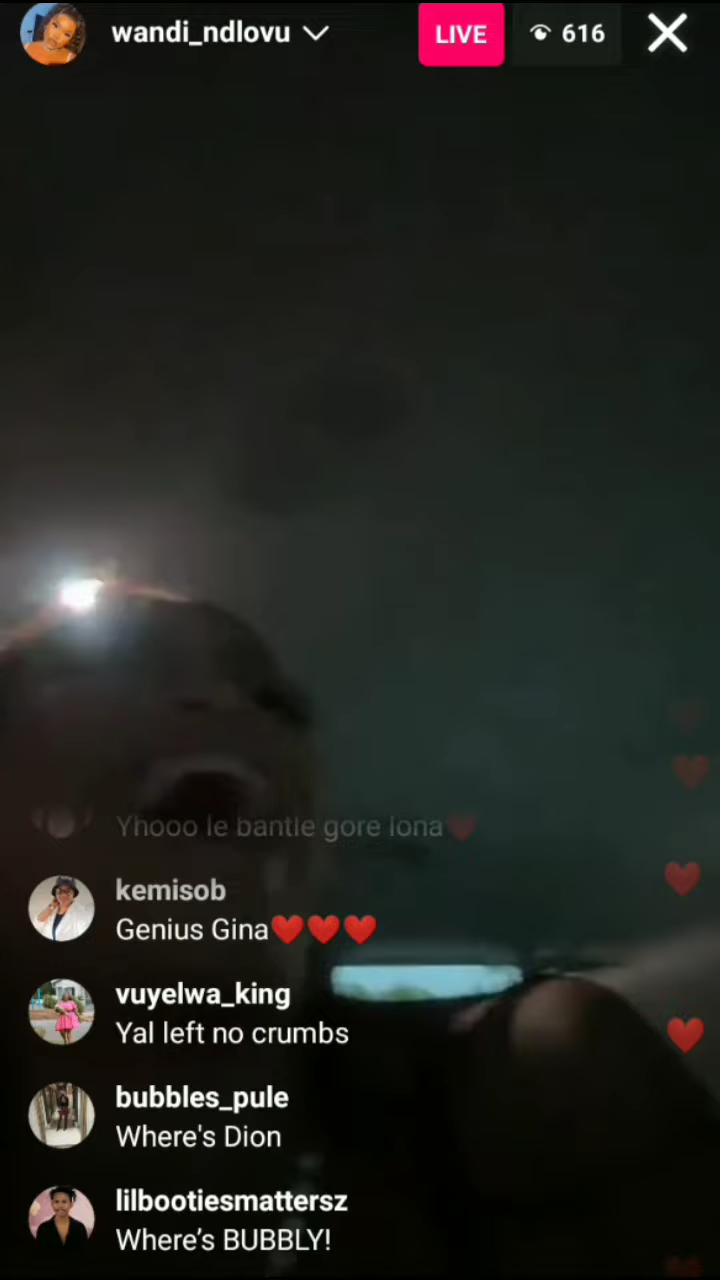 wandi_ndlovu
LIVE
616
Yhooo le bantle gore lona❤️
kemisob
Genius Gina❤️❤️❤️
vuyelwa_king
Yal left no crumbs
bubbles_pule
Where's Dion
lilbootiesmattersz
Where’s BUBBLY!